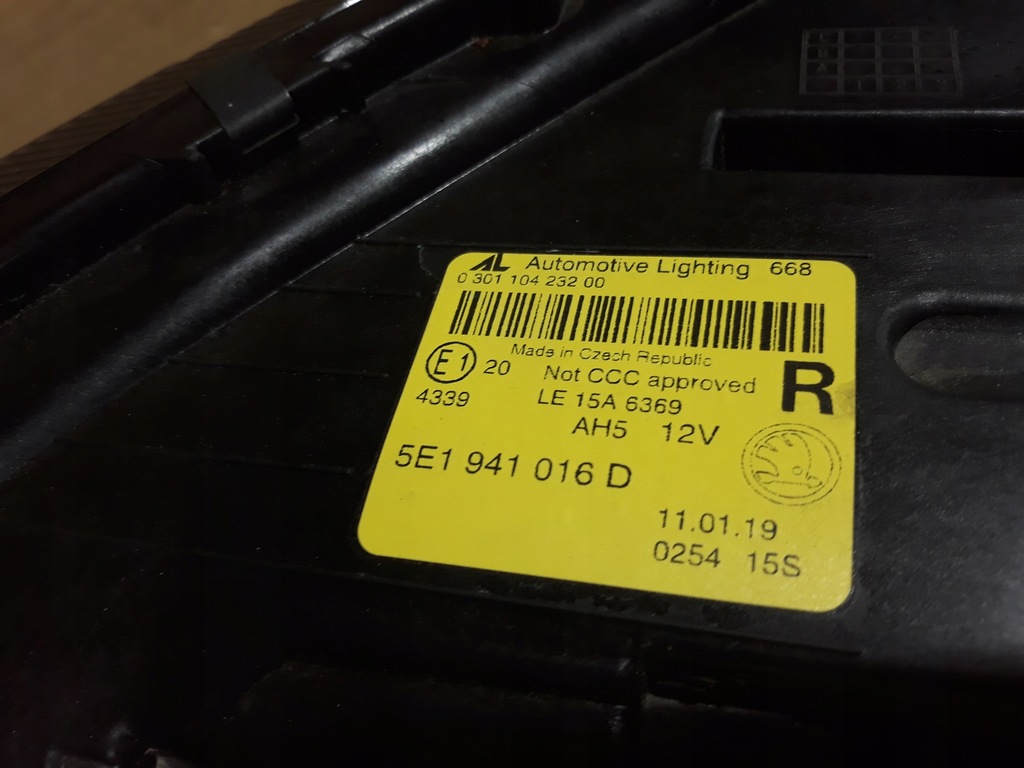 AL Automotive Lighting 668
0 301 104 232 00
Made in Czech Republic
E1 20 Not CCC approved R
4339 LE 15A 6369
AH5 12V
5E1 941 016 D
11.01.19
0254 15S